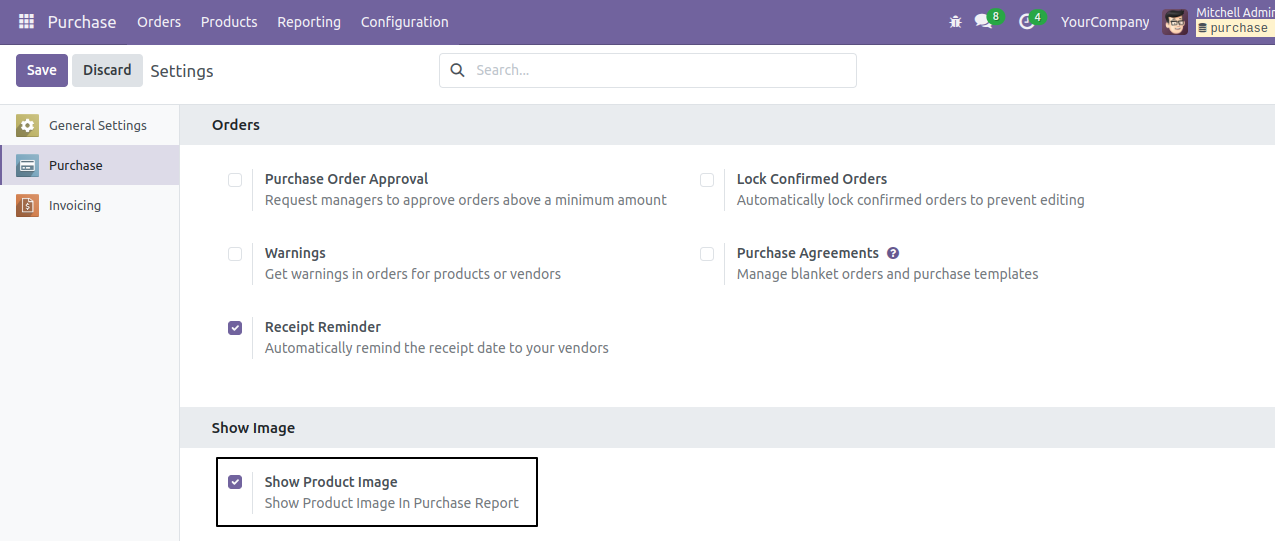 Purchase Orders Products Reporting Configuration 8 4 YourCompany Mitchell Admin
purchase
Save Discard Settings Search...
General Settings
Purchase
Invoicing
Orders
Purchase Order Approval
Request managers to approve orders above a minimum amount
Lock Confirmed Orders
Automatically lock confirmed orders to prevent editing
Warnings
Get warnings in orders for products or vendors
Purchase Agreements ?
Manage blanket orders and purchase templates
Receipt Reminder
Automatically remind the receipt date to your vendors
Show Image
Show Product Image
Show Product Image In Purchase Report